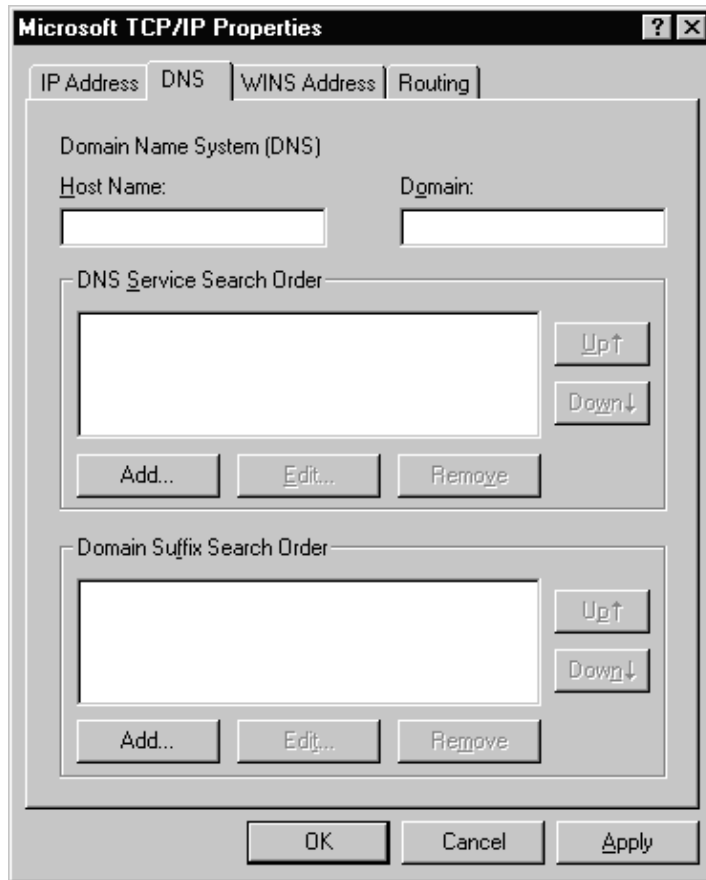 Microsoft TCP/IP Properties
IP Address DNS WINS Address Routing
Domain Name System (DNS)
Host Name: Domain:
DNS Service Search Order
Up↑
Down↓
Add... Edit... Remove
Domain Suffix Search Order
Up↑
Down↓
Add... Edit... Remove
OK Cancel Apply